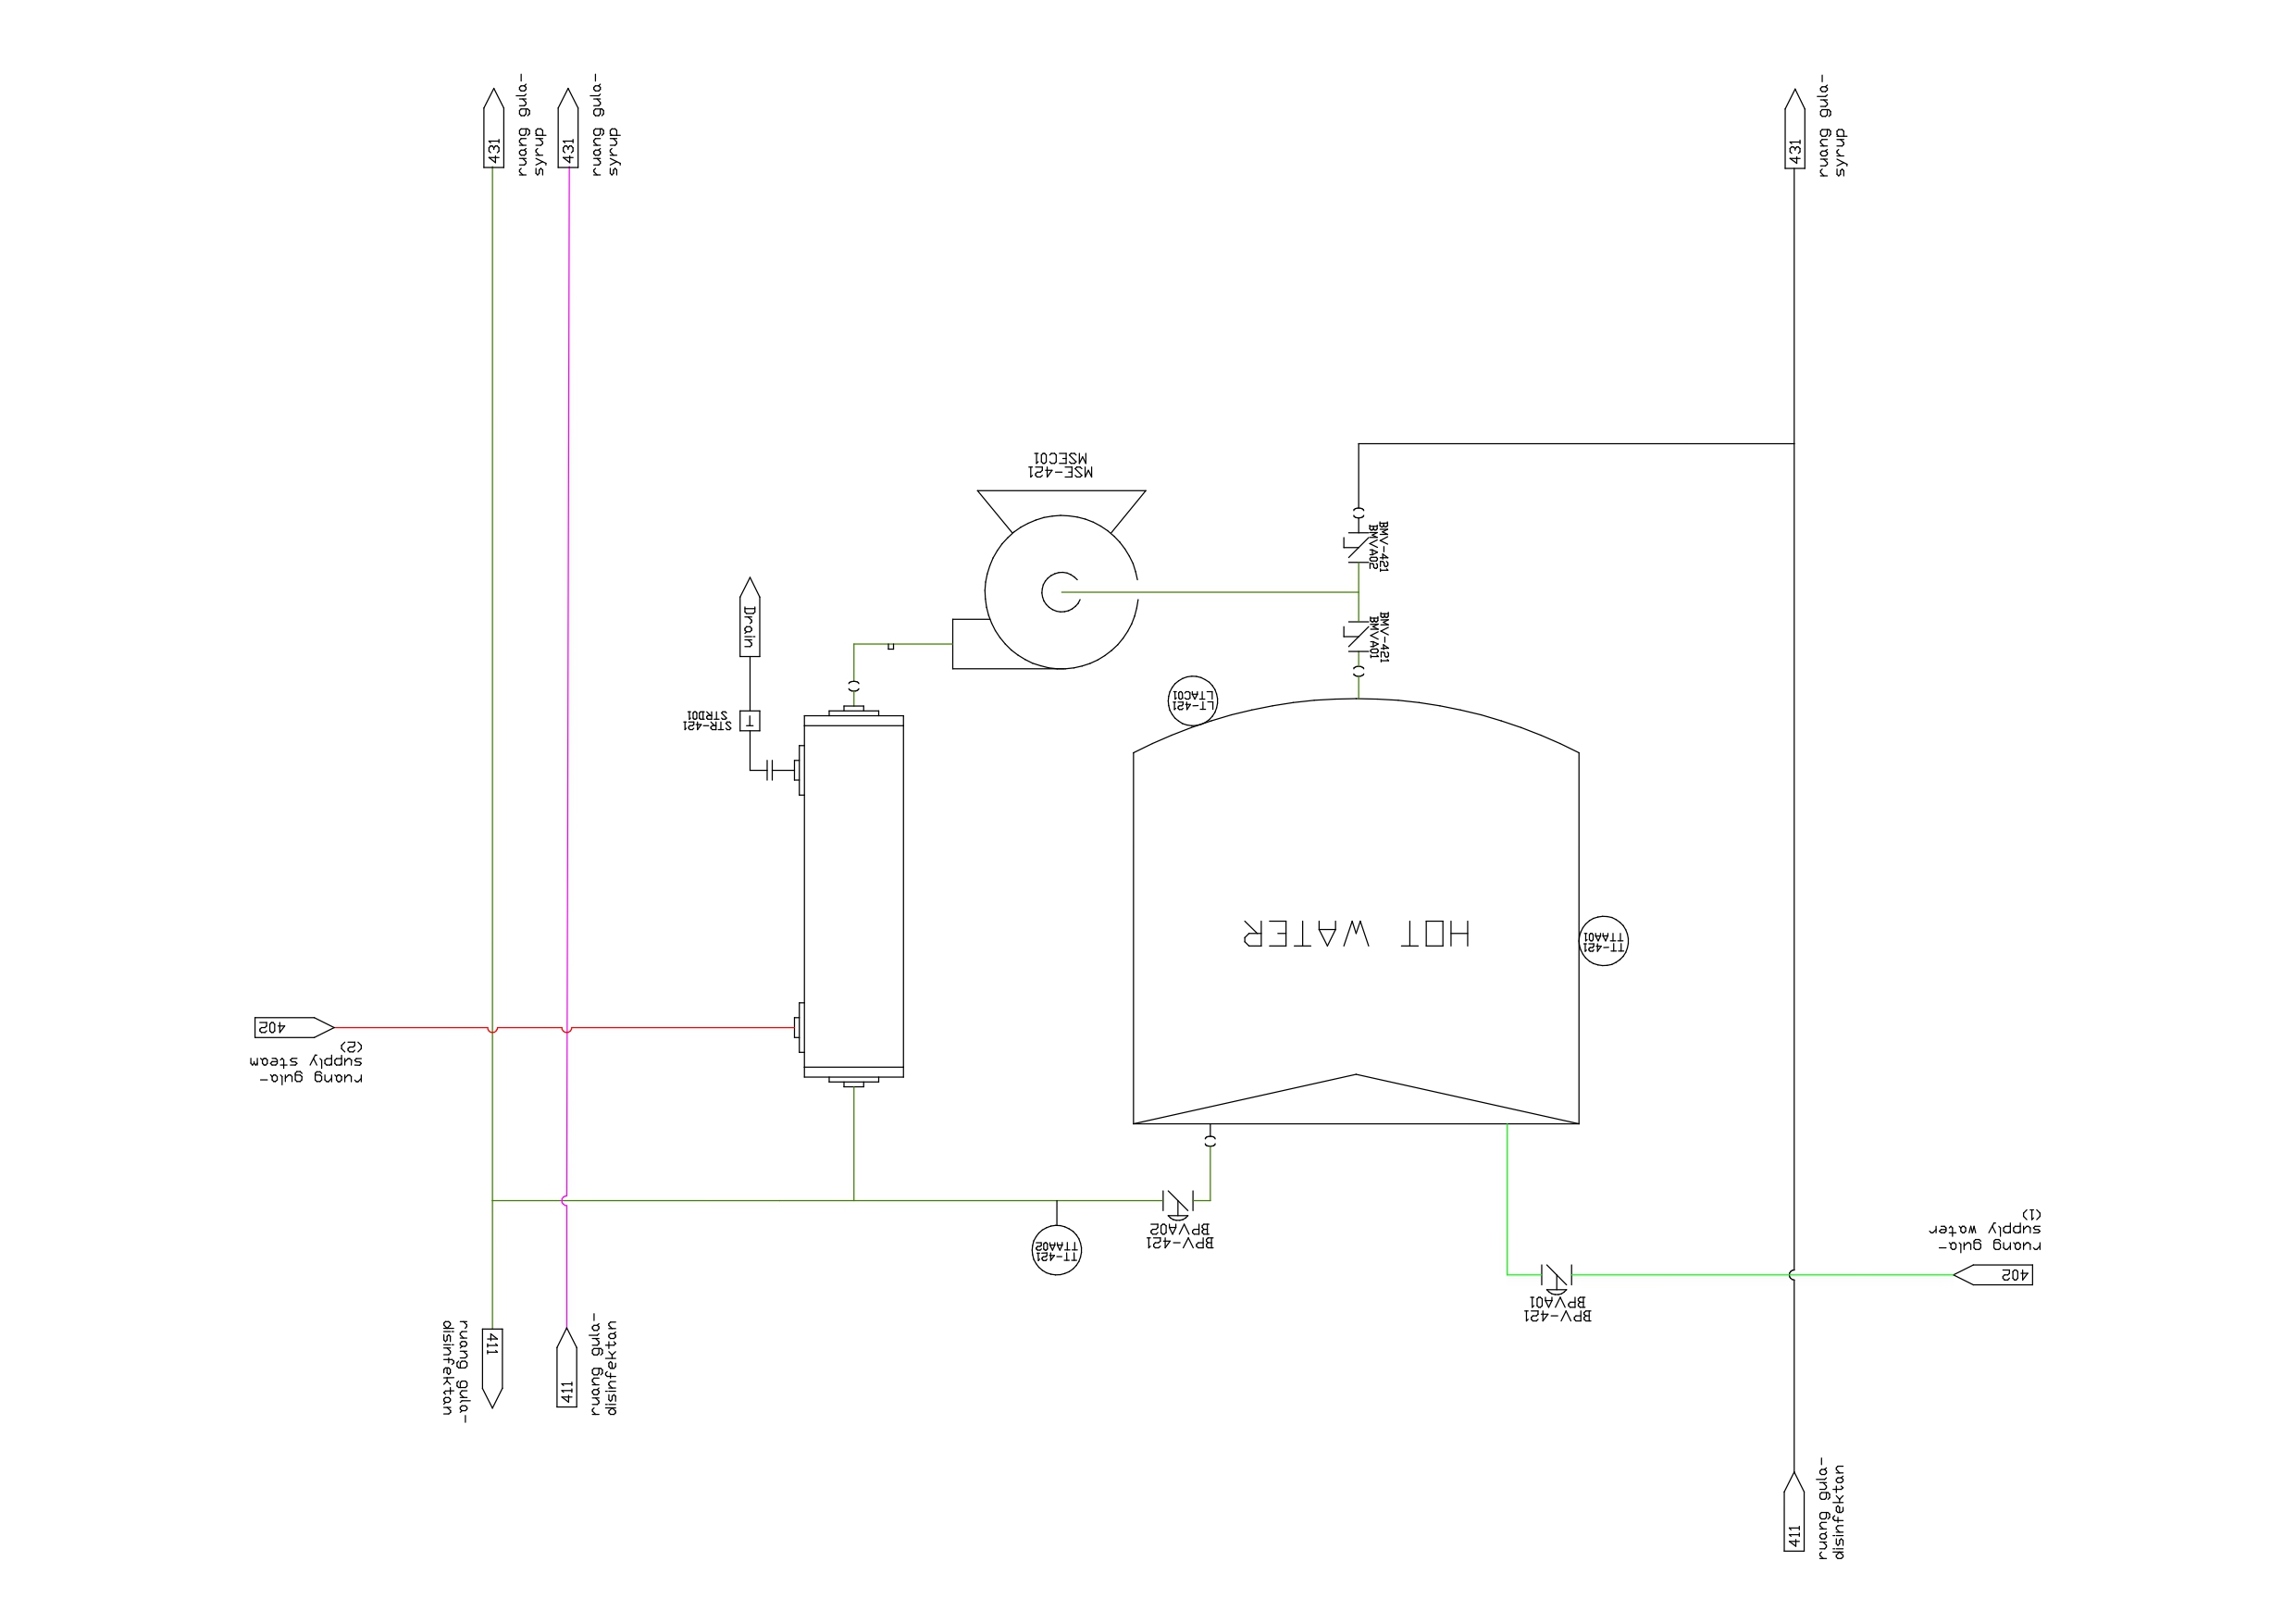 431
ruang gula-
syrup
431
ruang gula-
syrup
431
ruang gula-
syrup
MSE-421
MSEC01
BMV-421
BMVA02
BMV-421
BMVA01
Drain
STR-421
STRD01
T
LT-421
LTAC01
HOT WATER
TT-421
TTAA01
402
ruang gula-
supply steam
(2)
TT-421
TTAA02
BPV-421
BPVA02
BPV-421
BPVA01
402
ruang gula-
supply water
(1)
411
ruang gula-
disinfektan
411
ruang gula-
disinfektan
411
ruang gula-
disinfektan